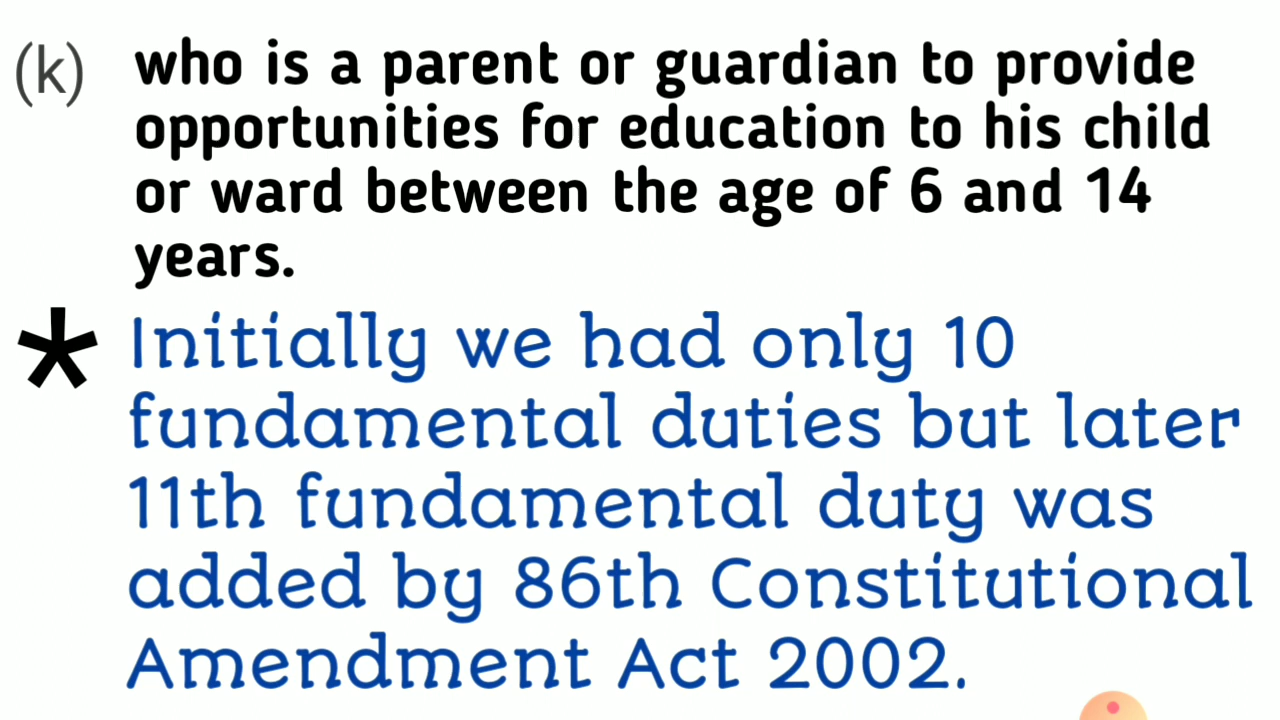 (k) who is a parent or guardian to provide
opportunities for education to his child
or ward between the age of 6 and 14
years.
* Initially we had only 10
fundamental duties but later
11th fundamental duty was
added by 86th Constitutional
Amendment Act 2002.